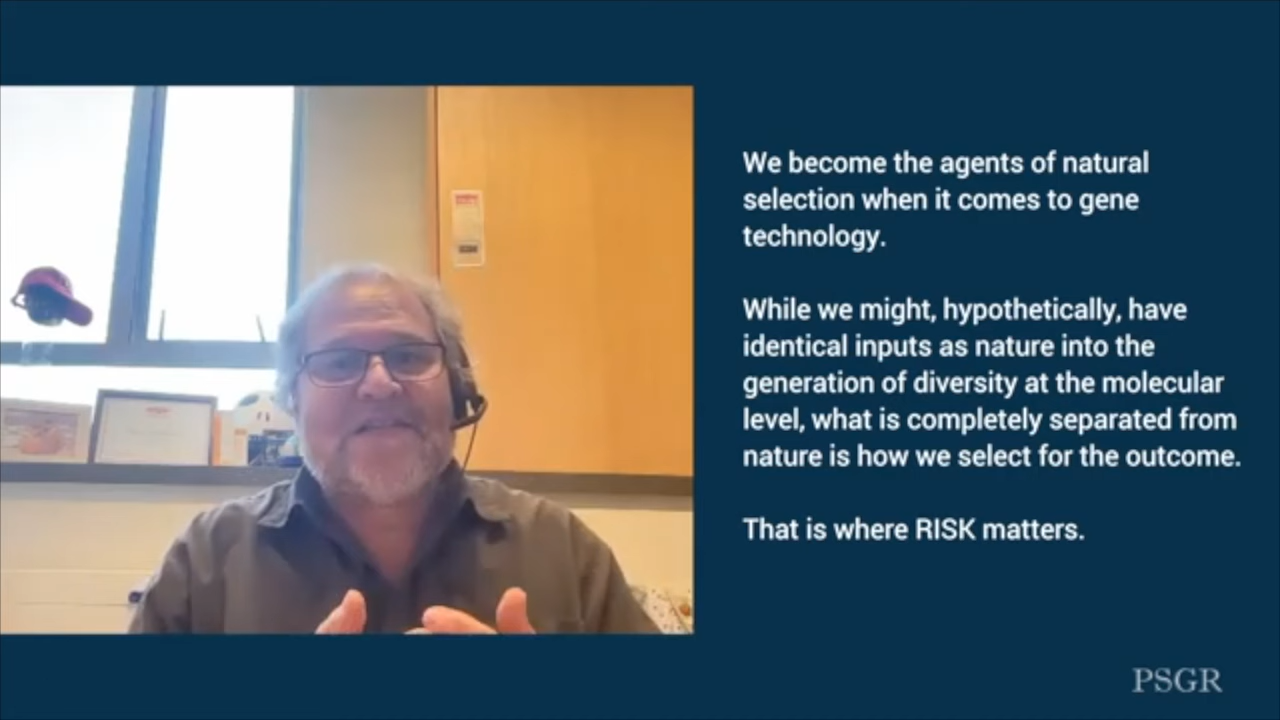 We become the agents of natural
selection when it comes to gene
technology.
While we might, hypothetically, have
identical inputs as nature into the
generation of diversity at the molecular
level, what is completely separated from
nature is how we select for the outcome.
That is where RISK matters.
PSGR